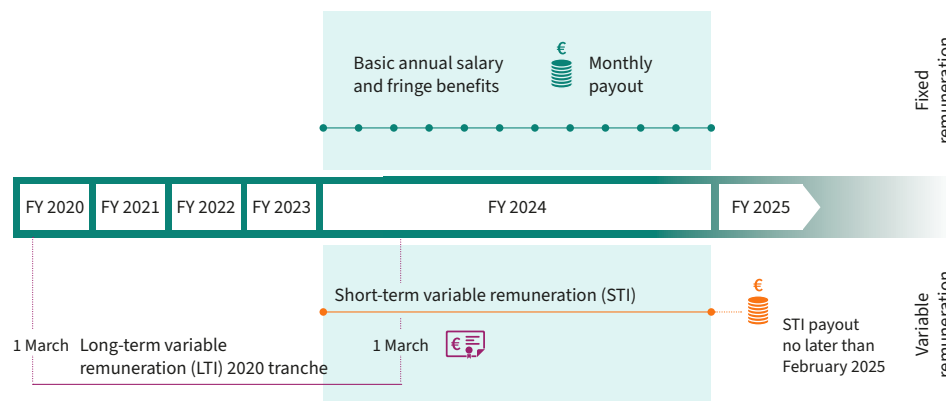 Basic annual salary
and fringe benefits
€
Monthly
payout
Fixed
remuneration
FY 2020
FY 2021
FY 2022
FY 2023
FY 2024
FY 2025
Short-term variable remuneration (STI)
€
STI payout
no later than
February 2025
1 March
Long-term variable
remuneration (LTI) 2020 tranche
1 March
€
Variable
remuneration